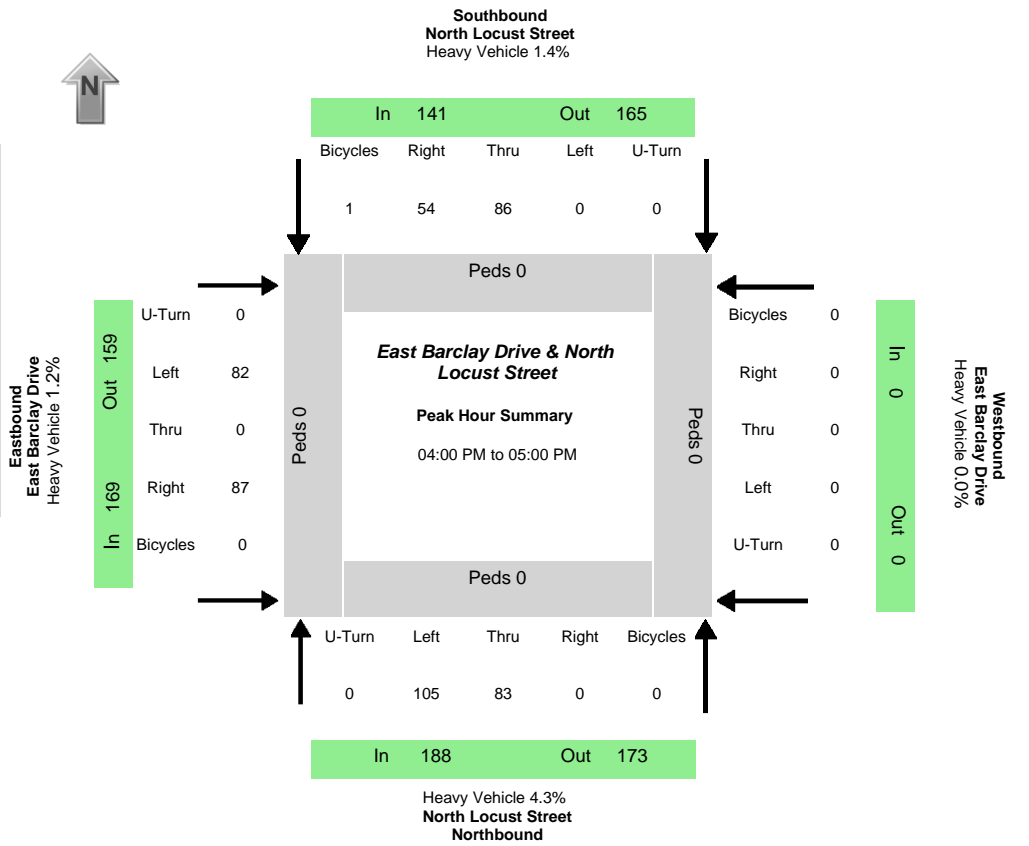 Southbound
North Locust Street
Heavy Vehicle 1.4%
N
In 141 Out 165
Bicycles Right Thru Left U-Turn
1 54 86 0 0
Peds 0
Eastbound
East Barclay Drive
Heavy Vehicle 1.2%
In 169 Out 159
U-Turn 0
Left 82
Thru 0
Right 87
Bicycles 0
Peds 0
East Barclay Drive & North
Locust Street
Peak Hour Summary
04:00 PM to 05:00 PM
Peds 0
Bicycles 0
Right 0
Thru 0
Left 0
U-Turn 0
In 0 Out 0
Westbound
East Barclay Drive
Heavy Vehicle 0.0%
Peds 0
U-Turn Left Thru Right Bicycles
0 105 83 0 0
In 188 Out 173
Heavy Vehicle 4.3%
North Locust Street
Northbound